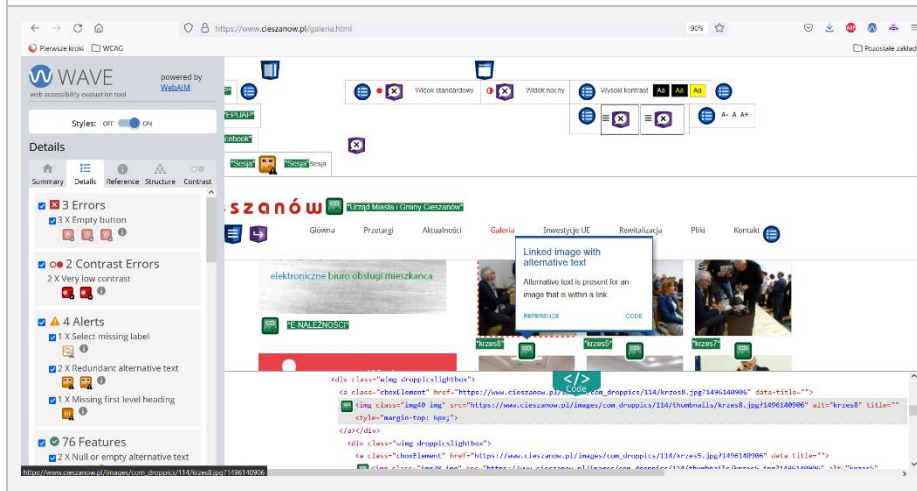 https://www.cieszanow.pl/galeria.html
90%
Pierwsze kroki
WCAG
Pozostałe zakład
WAVE
web accessibility evaluation tool
powered by
WebAIM
Styles: OFF ON
Details
Summary
Details
Reference
Structure
Contrast
3 Errors
3 X Empty button
2 Contrast Errors
2 X Very low contrast
4 Alerts
1 X Select missing label
2 X Redundant alternative text
1 X Missing first level heading
76 Features
2 X Null or empty alternative text
https://www.cieszanow.pl/images/com_droppics/114/krzes8.jpg?1496140906
Widok standardowy
Widok nocny
Wysoki kontrast
Aa
Aa
Aa
EPUAP"
cebook"
A- A A+
"Sesja"
"Sesja"
Sesja
szanów
"Urząd Miasta i Gminy Cieszanów"
Główna
Przetargi
Aktualności
Galeria
Inwestycje UE
Rewitalizacja
Pliki
Kontakt
elektroniczne biuro obsługi mieszkańca
"E-NALEŻNOŚCI"
Linked image with
alternative text
Alternative text is present for an
image that is within a link.
REFERENCE
CODE
"krzes8"
"krzes5"
"krzes7"
</>
Code
<div class="wimg droppicslightbox">
<a class="cboxElement" href="https://www.cieszanow.pl/images/com_droppics/114/krzes8.jpg?1496140906" data-title="">
<img class="img40 img" src="https://www.cieszanow.pl/images/com_droppics/114/thumbnails/krzes8.jpg?1496140906" alt="krzes8" title=""
style="margin-top: 6px;">
</a></div>
<div class="wimg droppicslightbox">
<a class="cboxElement" href="https://www.cieszanow.pl/images/com_droppics/114/krzes5.jpg?1496140906" data-title="">